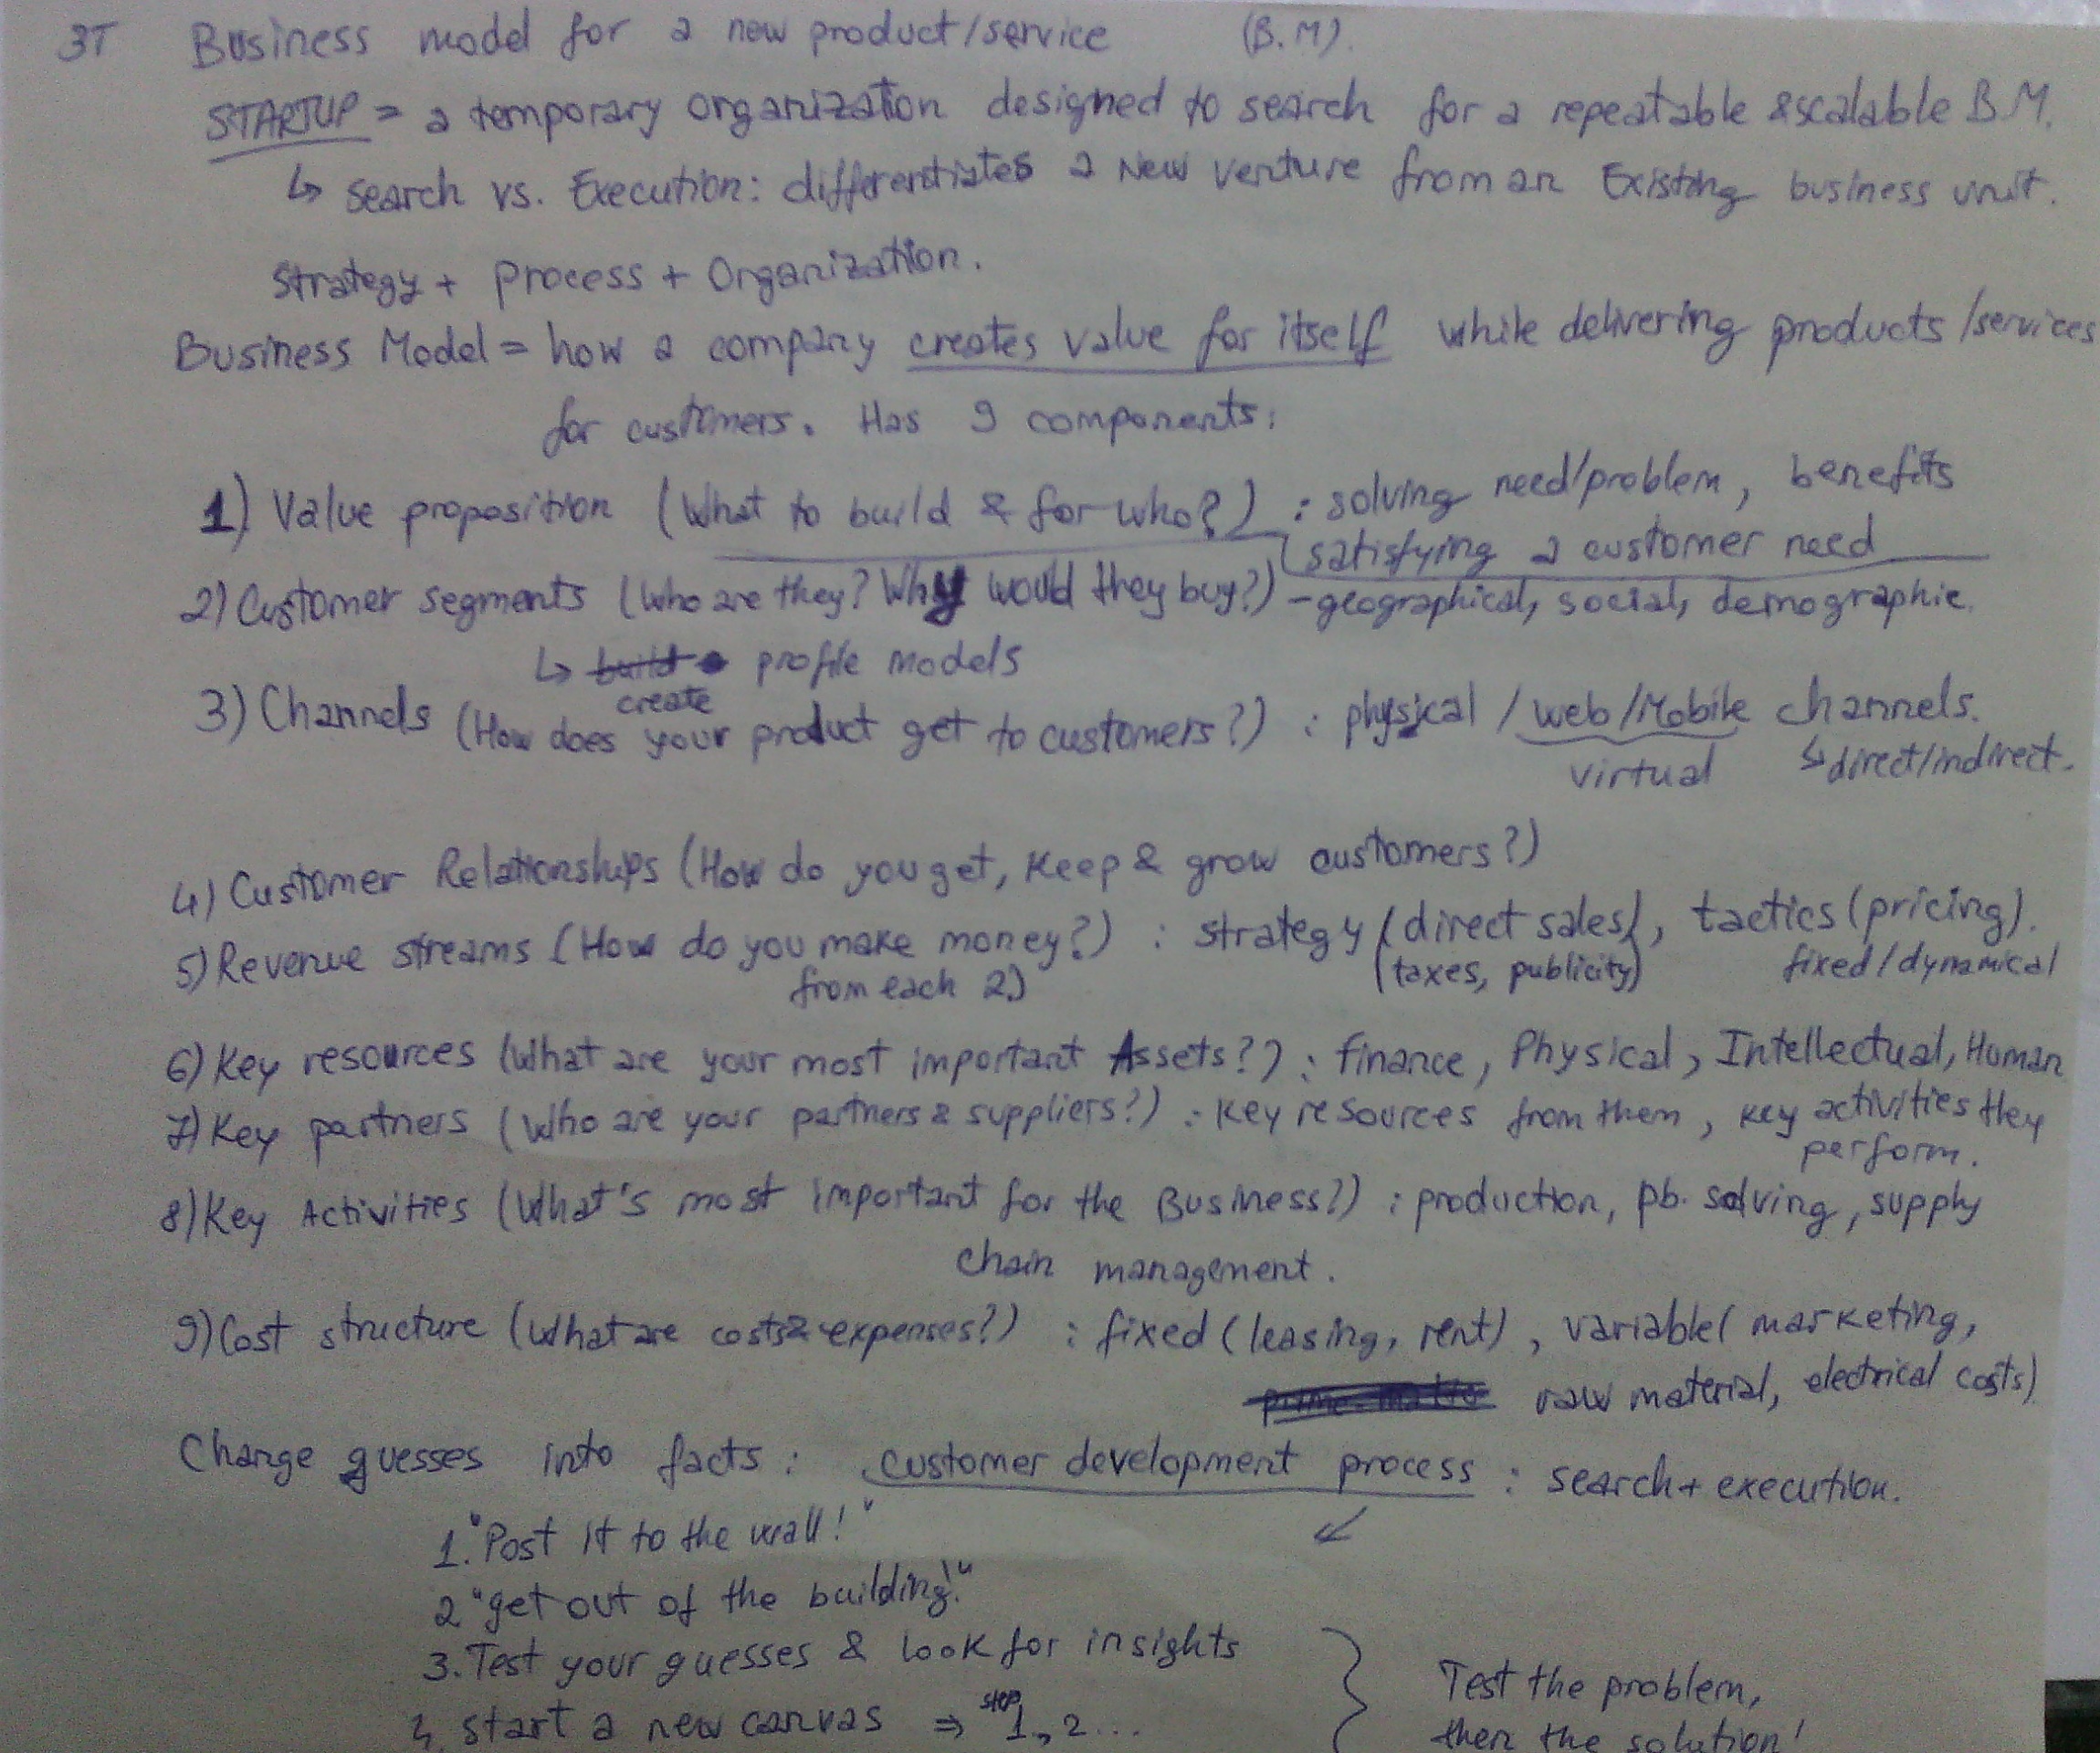 3T Business model for a new product/service (B.M).
STARTUP = a temporary organization designed to search for a repeatable & scalable B.M.
↳ search vs. Execution: differentiates a New venture from an Existing business unit.
Strategy + Process + Organization.
Business Model = how a company creates value for itself while delivering products/services
for customers. Has 9 components:
1) Value proposition (What to build & for who?) : solving need/problem, benefits
satisfying a customer need
2) Customer segments (Who are they? Why would they buy?) - geographical, social, demographic.
↳ build a profile models
create
3) Channels (How does your product get to customers?) : physical / web/Mobile channels.
virtual ↳ direct/indirect.
4) Customer Relationships (How do you get, keep & grow customers?)
5) Revenue streams (How do you make money?) : strategy (direct sales), tactics (pricing).
from each 2) (taxes, publicity) fixed/dynamical
6) Key resources (What are your most important Assets?) : finance, Physical, Intellectual, Human
7) Key partners (Who are your partners & suppliers?) : Key resources from them, key activities they
perform.
8) Key Activities (What's most important for the Business?) : production, pb. solving, supply
chain management.
9) Cost structure (What are costs & expenses?) : fixed (leasing, rent), variable (marketing,
raw material, electrical costs)
Change guesses into facts : customer development process : search + execution.
1. "Post it to the wall!"
2 "get out of the building!"
3. Test your guesses & look for insights
4. start a new canvas ⇒ step 1, 2...
Test the problem,
then the solution!